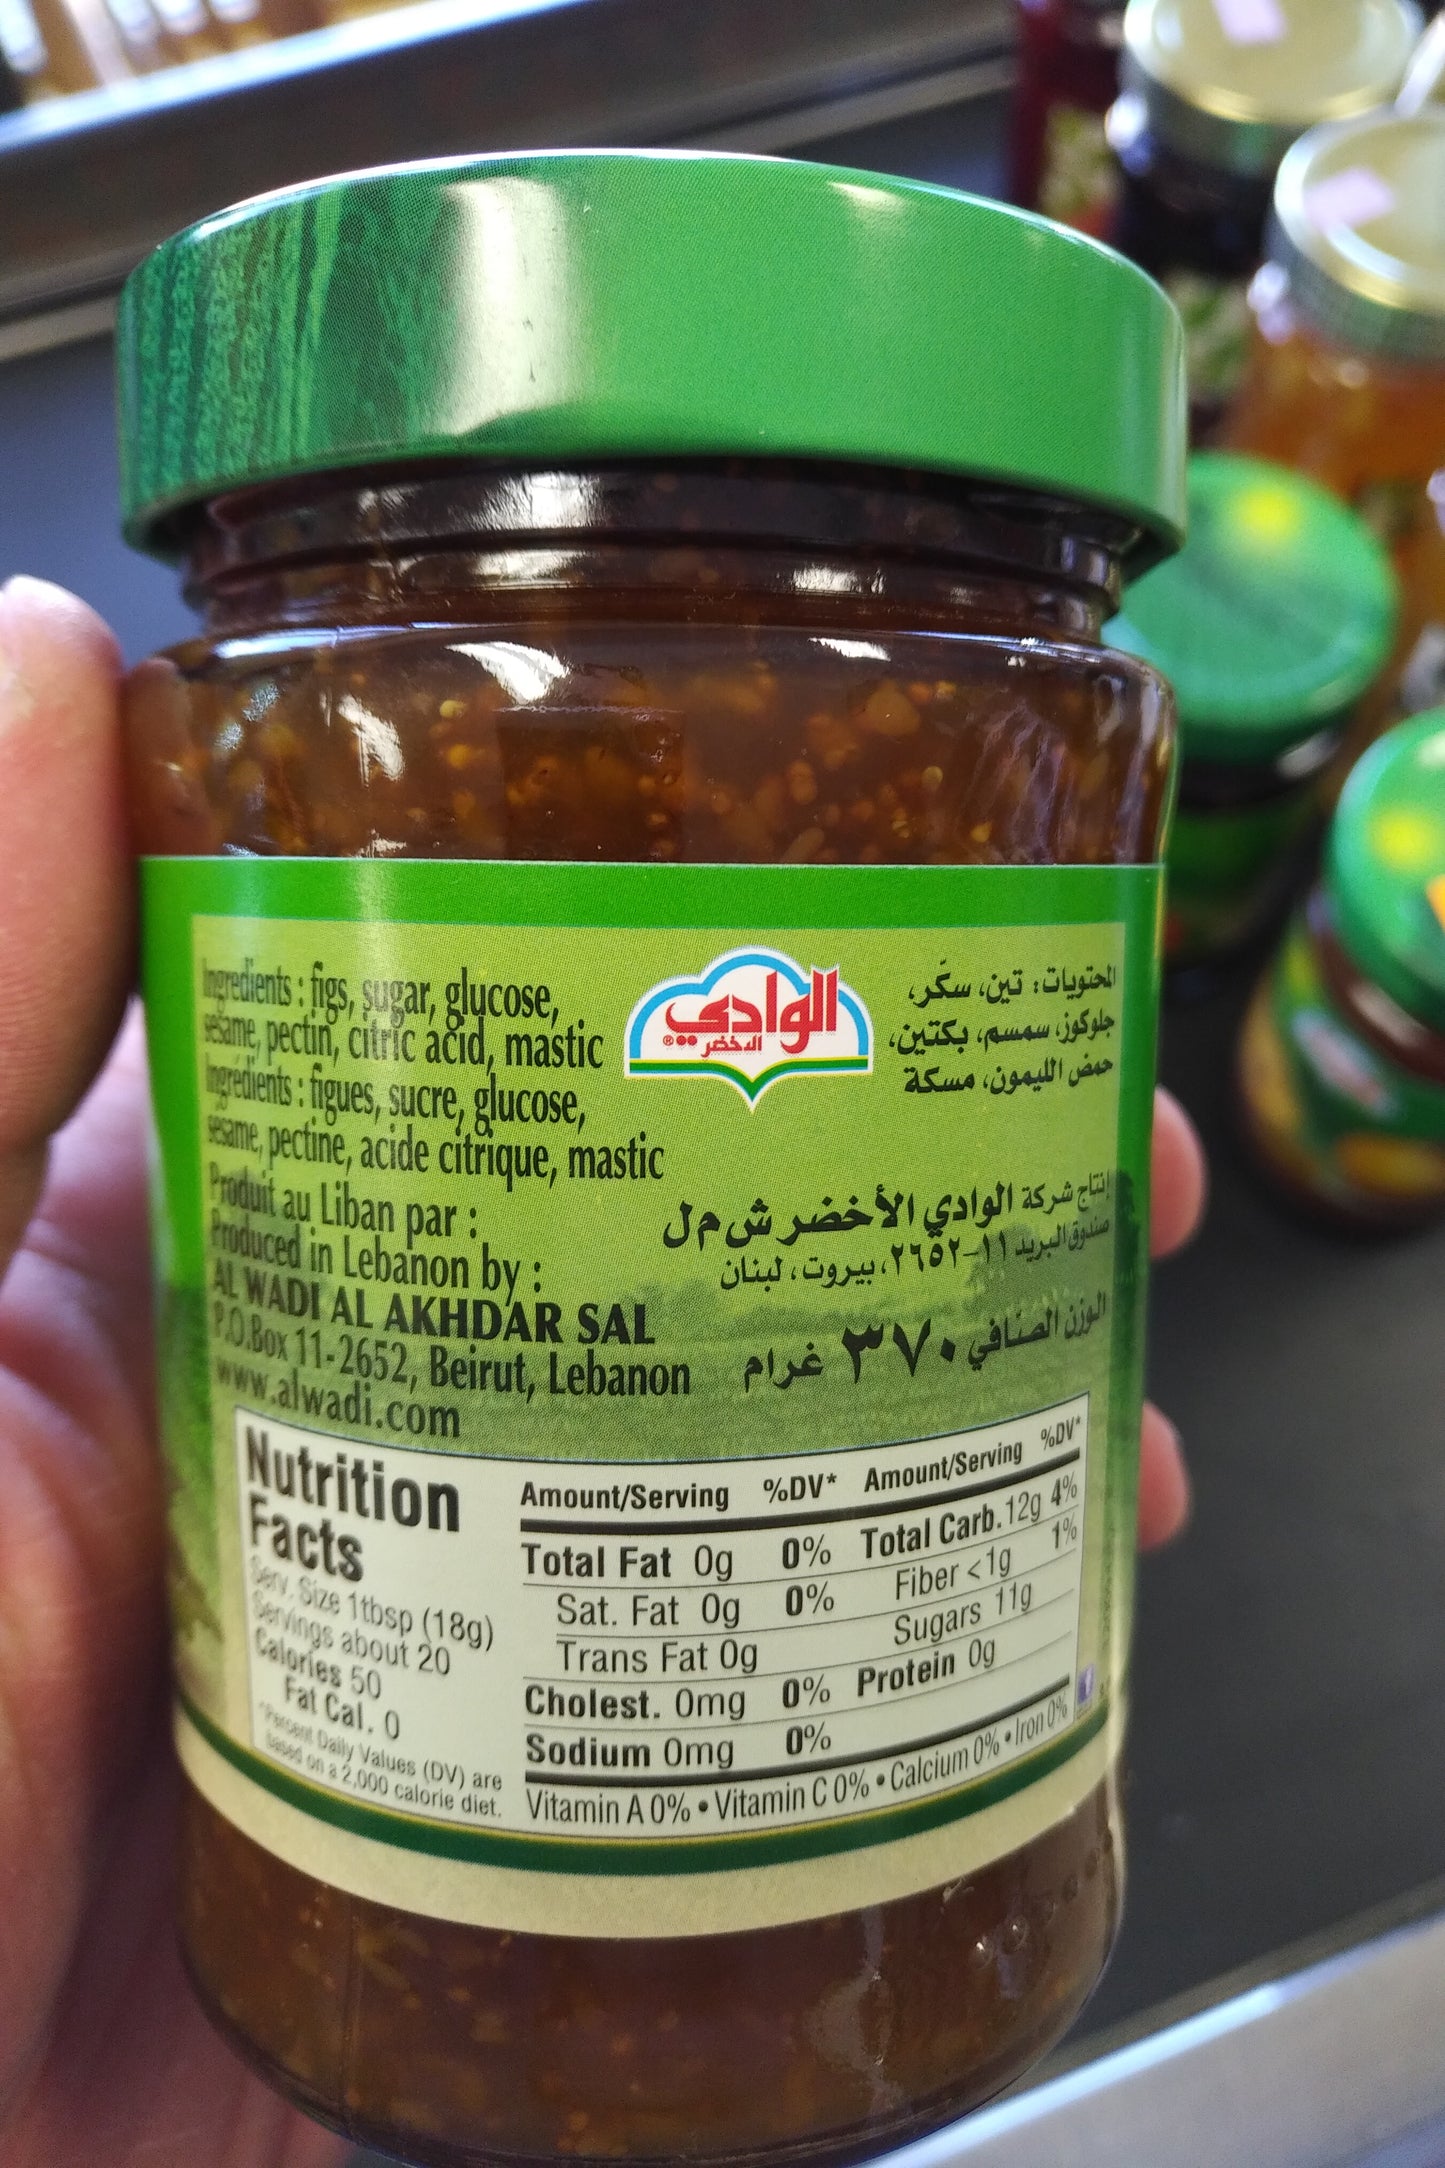 Ingredients : figs, sugar, glucose,
sesame, pectin, citric acid, mastic
Ingrédients : figues, sucre, glucose,
sesame, pectine, acide citrique, mastic
Produit au Liban par :
Produced in Lebanon by :
AL WADI AL AKHDAR SAL
P.O.Box 11-2652, Beirut, Lebanon
www.alwadi.com
الوادي
الاخضر
®
المحتويات: تين، سكّر،
جلوكوز، سمسم، بكتين،
حمض الليمون، مسكة
إنتاج شركة الوادي الأخضر ش م ل
صندوق البريد ١١-٢٦٥٢، بيروت، لبنان
الوزن الصافي ٣٧٠ غرام
Nutrition
Facts
Serv. Size 1tbsp (18g)
Servings about 20
Calories 50
Fat Cal. 0
*Percent Daily Values (DV) are
based on a 2,000 calorie diet.
Amount/Serving %DV* Amount/Serving %DV*
Total Fat 0g 0% Total Carb. 12g 4%
Sat. Fat 0g 0% Fiber <1g 1%
Trans Fat 0g Sugars 11g
Cholest. 0mg 0% Protein 0g
Sodium 0mg 0%
Vitamin A 0% • Vitamin C 0% • Calcium 0% • Iron 0%
f